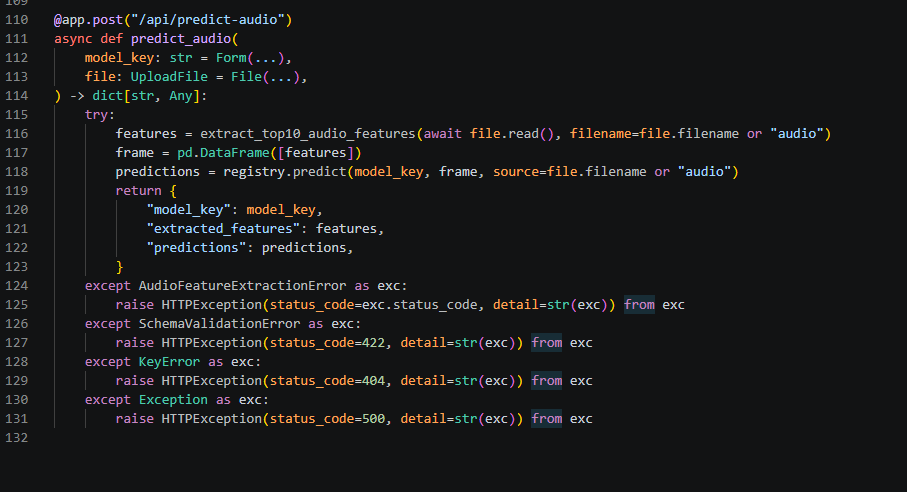 109
110 @app.post("/api/predict-audio")
111 async def predict_audio(
112     model_key: str = Form(...),
113     file: UploadFile = File(...),
114 ) -> dict[str, Any]:
115     try:
116         features = extract_top10_audio_features(await file.read(), filename=file.filename or "audio")
117         frame = pd.DataFrame([features])
118         predictions = registry.predict(model_key, frame, source=file.filename or "audio")
119         return {
120             "model_key": model_key,
121             "extracted_features": features,
122             "predictions": predictions,
123         }
124     except AudioFeatureExtractionError as exc:
125         raise HTTPException(status_code=exc.status_code, detail=str(exc)) from exc
126     except SchemaValidationError as exc:
127         raise HTTPException(status_code=422, detail=str(exc)) from exc
128     except KeyError as exc:
129         raise HTTPException(status_code=404, detail=str(exc)) from exc
130     except Exception as exc:
131         raise HTTPException(status_code=500, detail=str(exc)) from exc
132